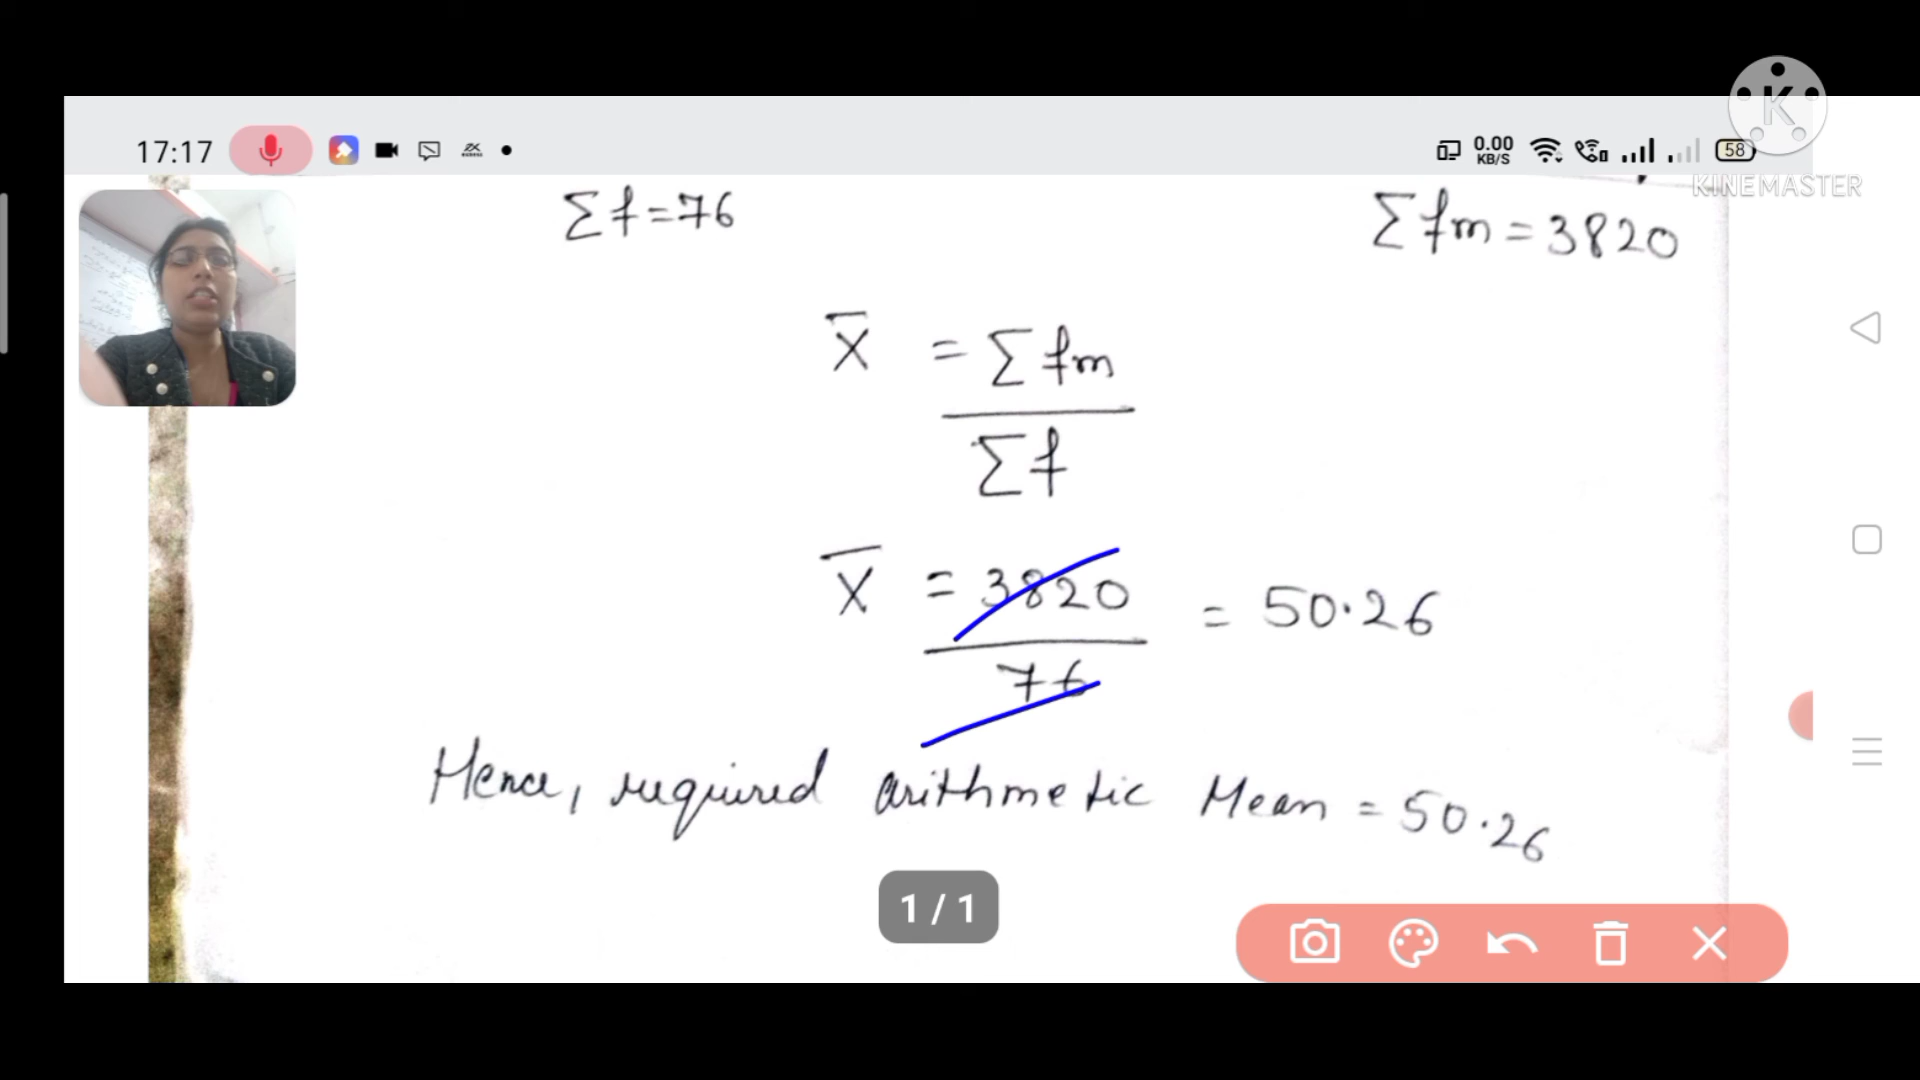 17:17 0.00 KB/S 58
KINEMASTER
Σf=76 Σfm=3820
X̄ = Σfm
Σf
X̄ = 3820 = 50.26
76
Hence, required arithmetic Mean = 50.26
1 / 1